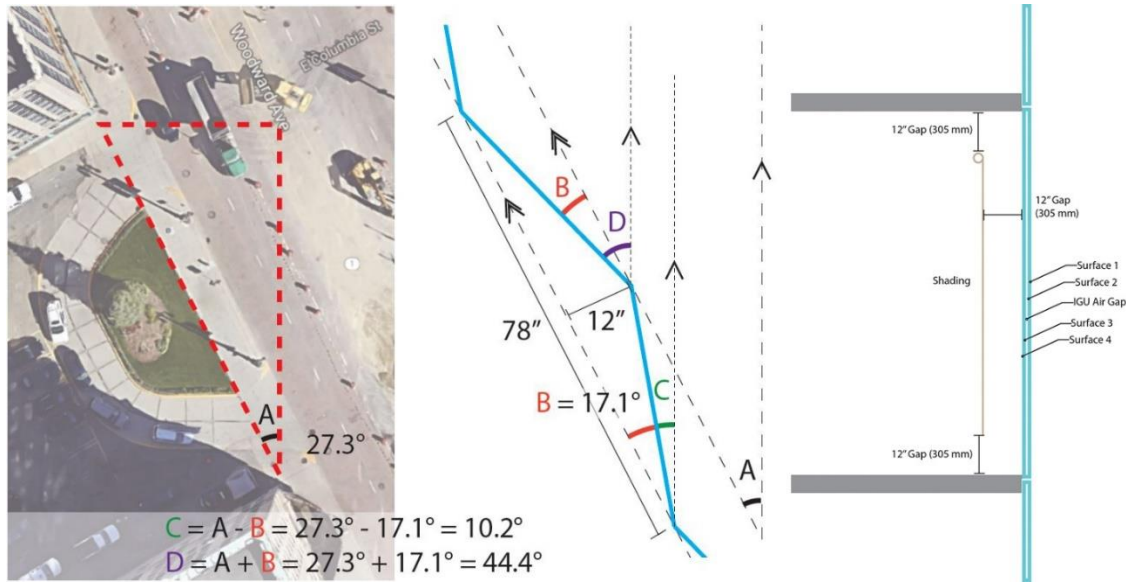 Woodward Ave
E Columbia St
A
27.3°
C = A - B = 27.3° - 17.1° = 10.2°
D = A + B = 27.3° + 17.1° = 44.4°
B
D
78”
12”
B = 17.1°
C
A
12” Gap (305 mm)
12” Gap
(305 mm)
Shading
Surface 1
Surface 2
IGU Air Gap
Surface 3
Surface 4
12” Gap (305 mm)